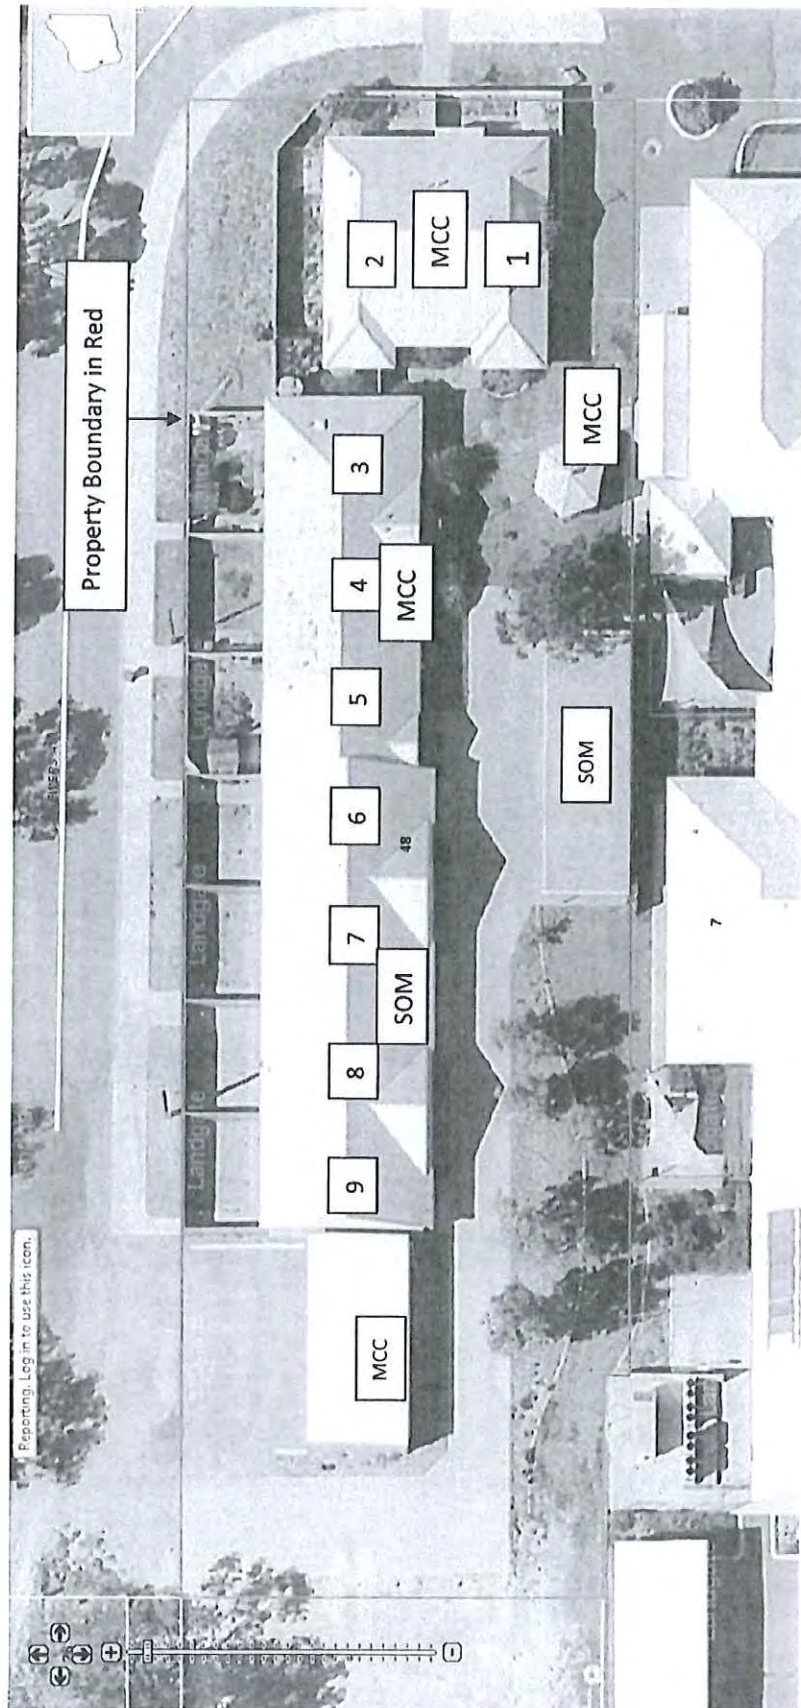 Reporting. Log in to use this icon.
Property Boundary in Red
Landgate
Landgate
Landgate
Landgate
2
MCC
1
3
4
MCC
5
6
48
7
SOM
8
9
MCC
MCC
SOM
7
+
-